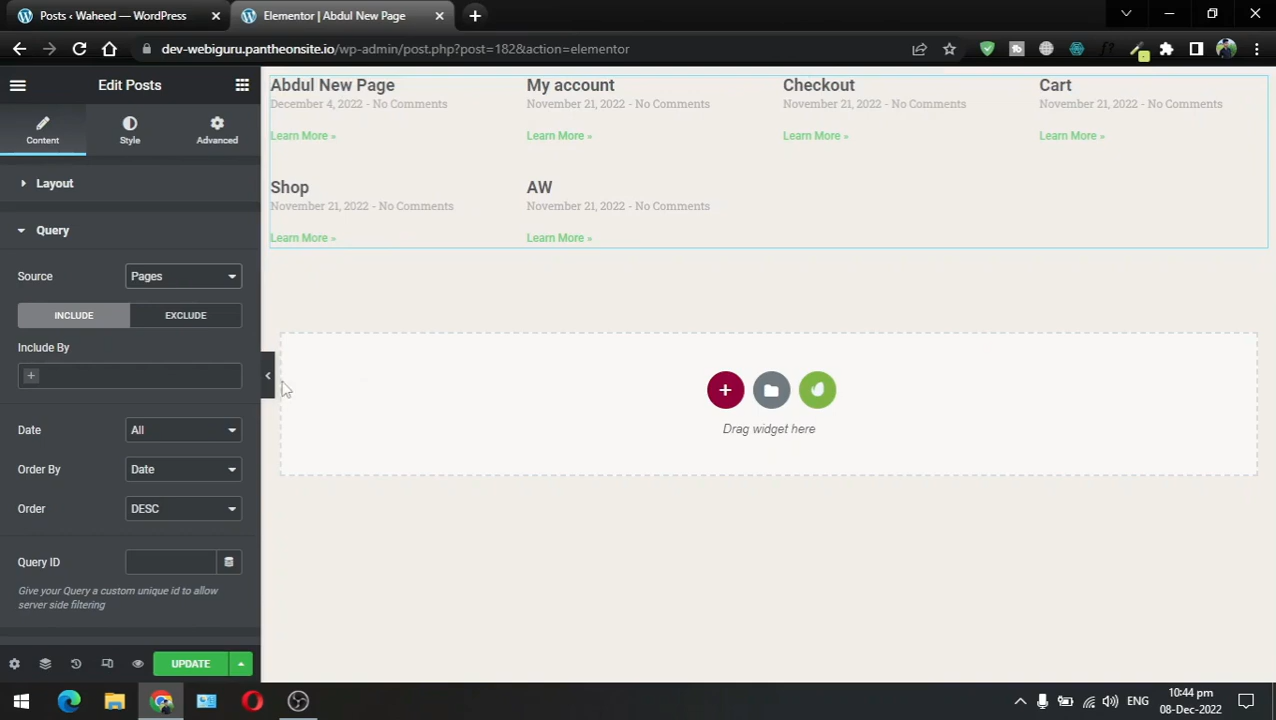 Posts ‹ Waheed — WordPress
Elementor | Abdul New Page
dev-webiguru.pantheonsite.io/wp-admin/post.php?post=182&action=elementor
Edit Posts
Content
Style
Advanced
Layout
Query
Source
Pages
INCLUDE
EXCLUDE
Include By
Date
All
Order By
Date
Order
DESC
Query ID
Give your Query a custom unique id to allow
server side filtering
UPDATE
Abdul New Page
December 4, 2022 - No Comments
Learn More »
My account
November 21, 2022 - No Comments
Learn More »
Checkout
November 21, 2022 - No Comments
Learn More »
Cart
November 21, 2022 - No Comments
Learn More »
Shop
November 21, 2022 - No Comments
Learn More »
AW
November 21, 2022 - No Comments
Learn More »
Drag widget here
ENG
10:44 pm
08-Dec-2022